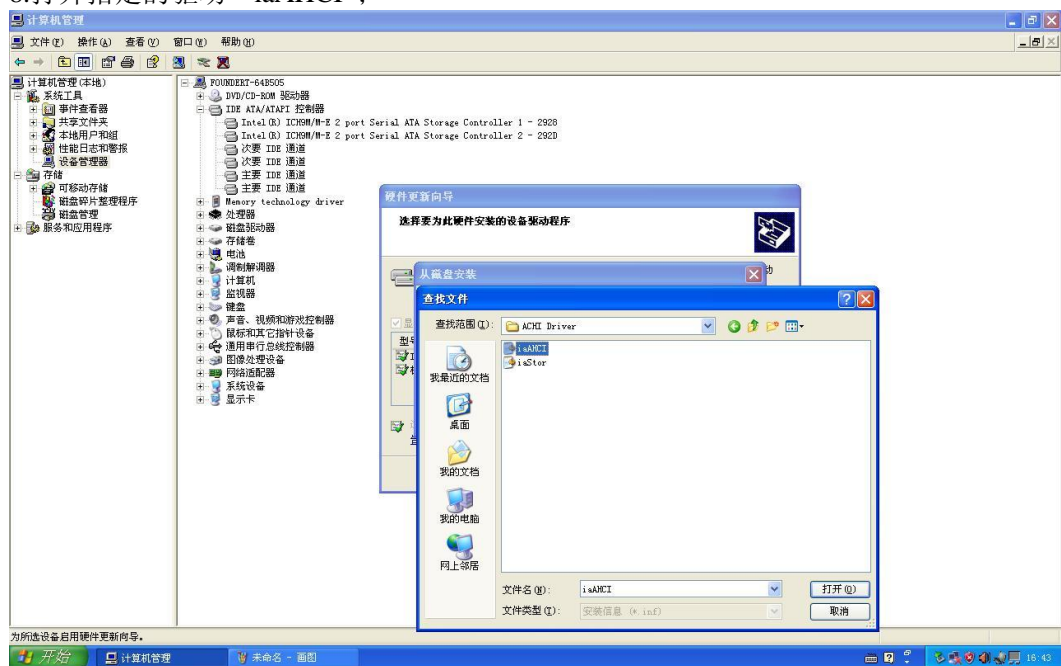 计算机管理
文件(F) 操作(A) 查看(V) 窗口(W) 帮助(H)
计算机管理(本地)
系统工具
事件查看器
共享文件夹
本地用户和组
性能日志和警报
设备管理器
存储
可移动存储
磁盘碎片整理程序
磁盘管理
服务和应用程序
FOUNDERT-64B505
DVD/CD-ROM 驱动器
IDE ATA/ATAPI 控制器
Intel(R) ICH9M/M-E 2 port Serial ATA Storage Controller 1 - 2928
Intel(R) ICH9M/M-E 2 port Serial ATA Storage Controller 2 - 292D
次要 IDE 通道
次要 IDE 通道
主要 IDE 通道
主要 IDE 通道
Memory technology driver
处理器
磁盘驱动器
存储卷
电池
调制解调器
计算机
监视器
键盘
声音、视频和游戏控制器
鼠标和其它指针设备
通用串行总线控制器
图像处理设备
网络适配器
系统设备
显示卡
硬件更新向导
选择要为此硬件安装的设备驱动程序
从磁盘安装
查找文件
查找范围(I):
ACHI Driver
iaAHCI
iaStor
我最近的文档
桌面
我的文档
我的电脑
网上邻居
文件名(N):
iaAHCI
打开(O)
文件类型(T):
安装信息 (*.inf)
取消
为所选设备启用硬件更新向导。
开始
计算机管理
未命名 - 画图
16:43